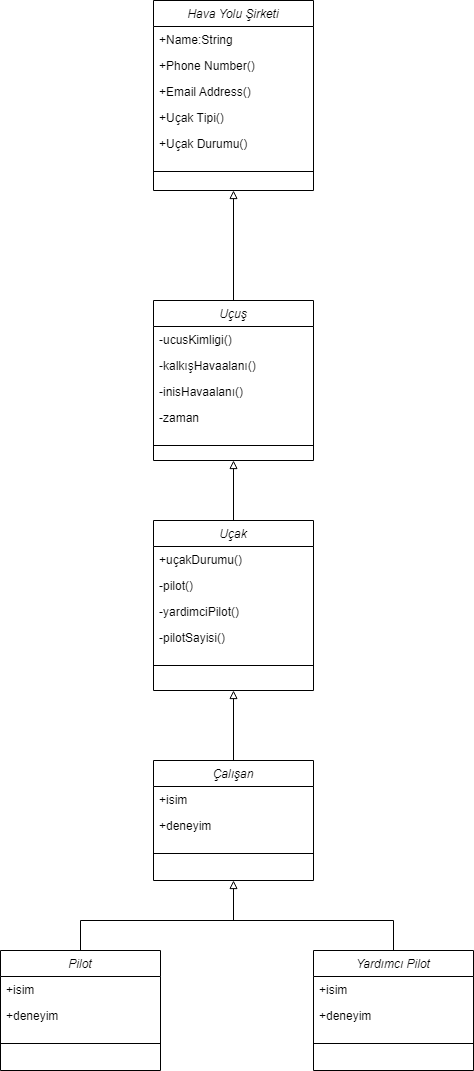 Hava Yolu Şirketi
+Name:String
+Phone Number()
+Email Address()
+Uçak Tipi()
+Uçak Durumu()
Uçuş
-ucusKimligi()
-kalkışHavaalanı()
-inisHavaalanı()
-zaman
Uçak
+uçakDurumu()
-pilot()
-yardimciPilot()
-pilotSayisi()
Çalışan
+isim
+deneyim
Pilot
+isim
+deneyim
Yardımcı Pilot
+isim
+deneyim